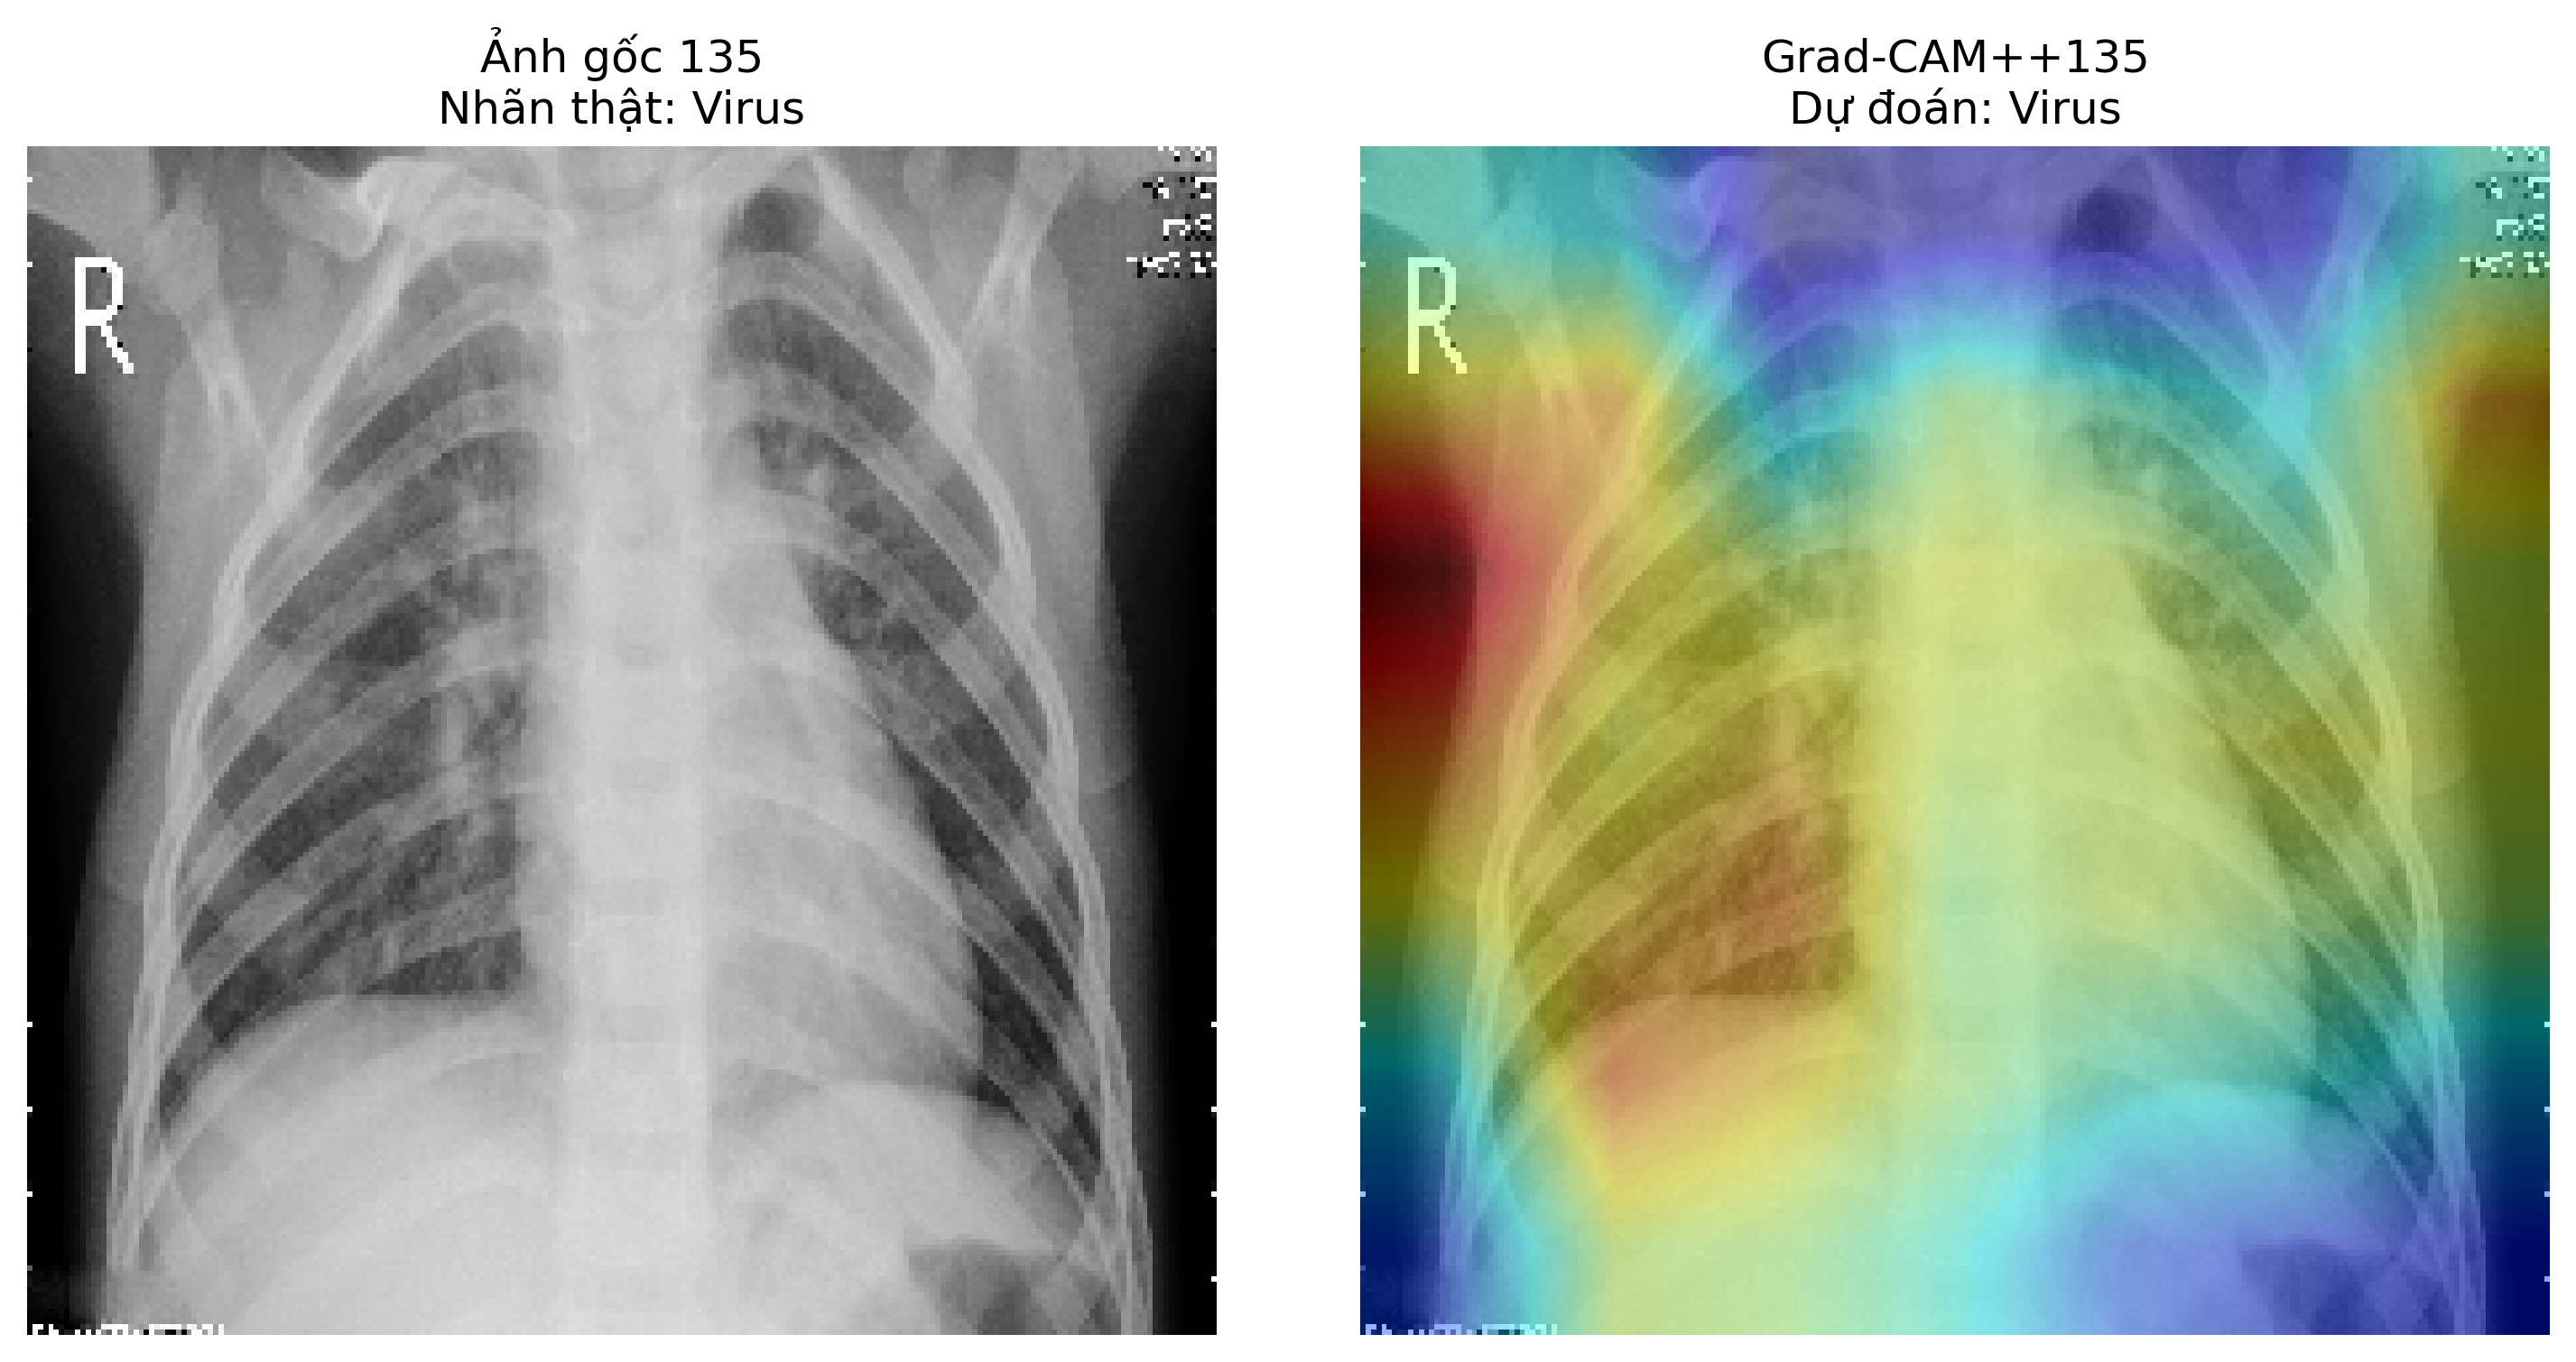 Ảnh gốc 135
Nhãn thật: Virus
R
Grad-CAM++135
Dự đoán: Virus
R